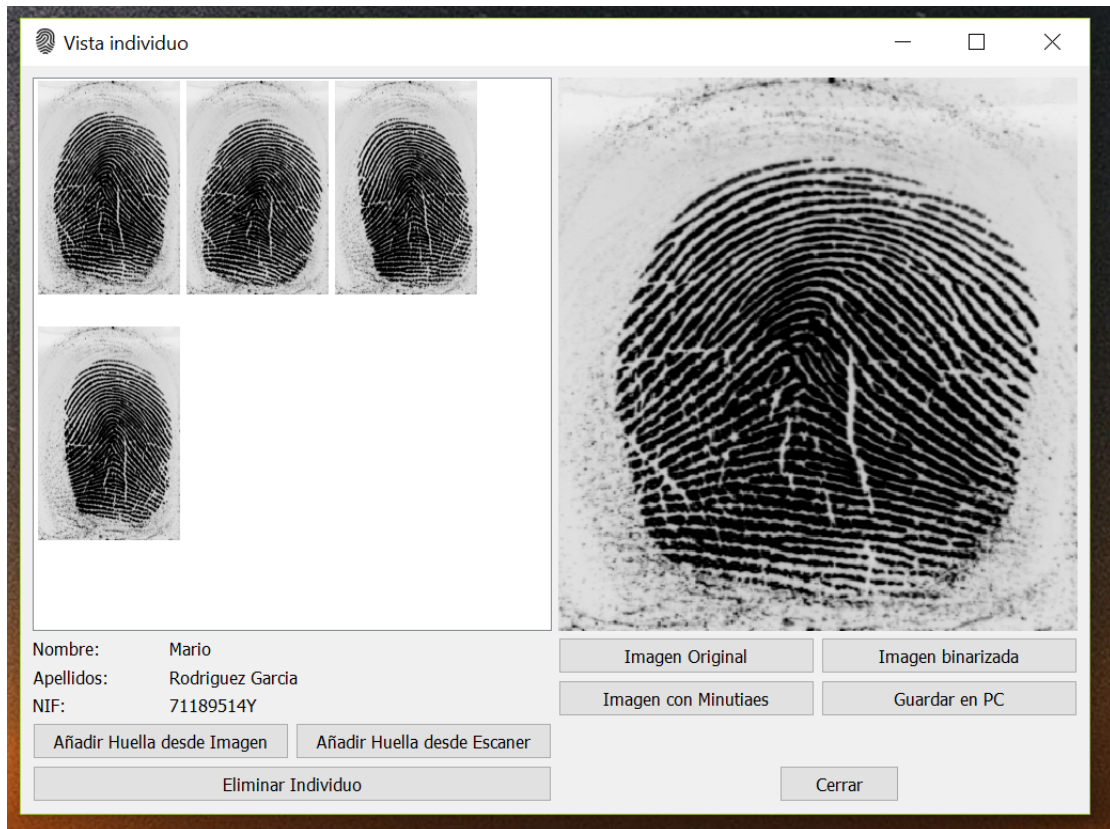 Vista individuo
Nombre: Mario
Apellidos: Rodriguez Garcia
NIF: 71189514Y
Añadir Huella desde Imagen Añadir Huella desde Escaner
Eliminar Individuo
Imagen Original Imagen binarizada
Imagen con Minutiaes Guardar en PC
Cerrar